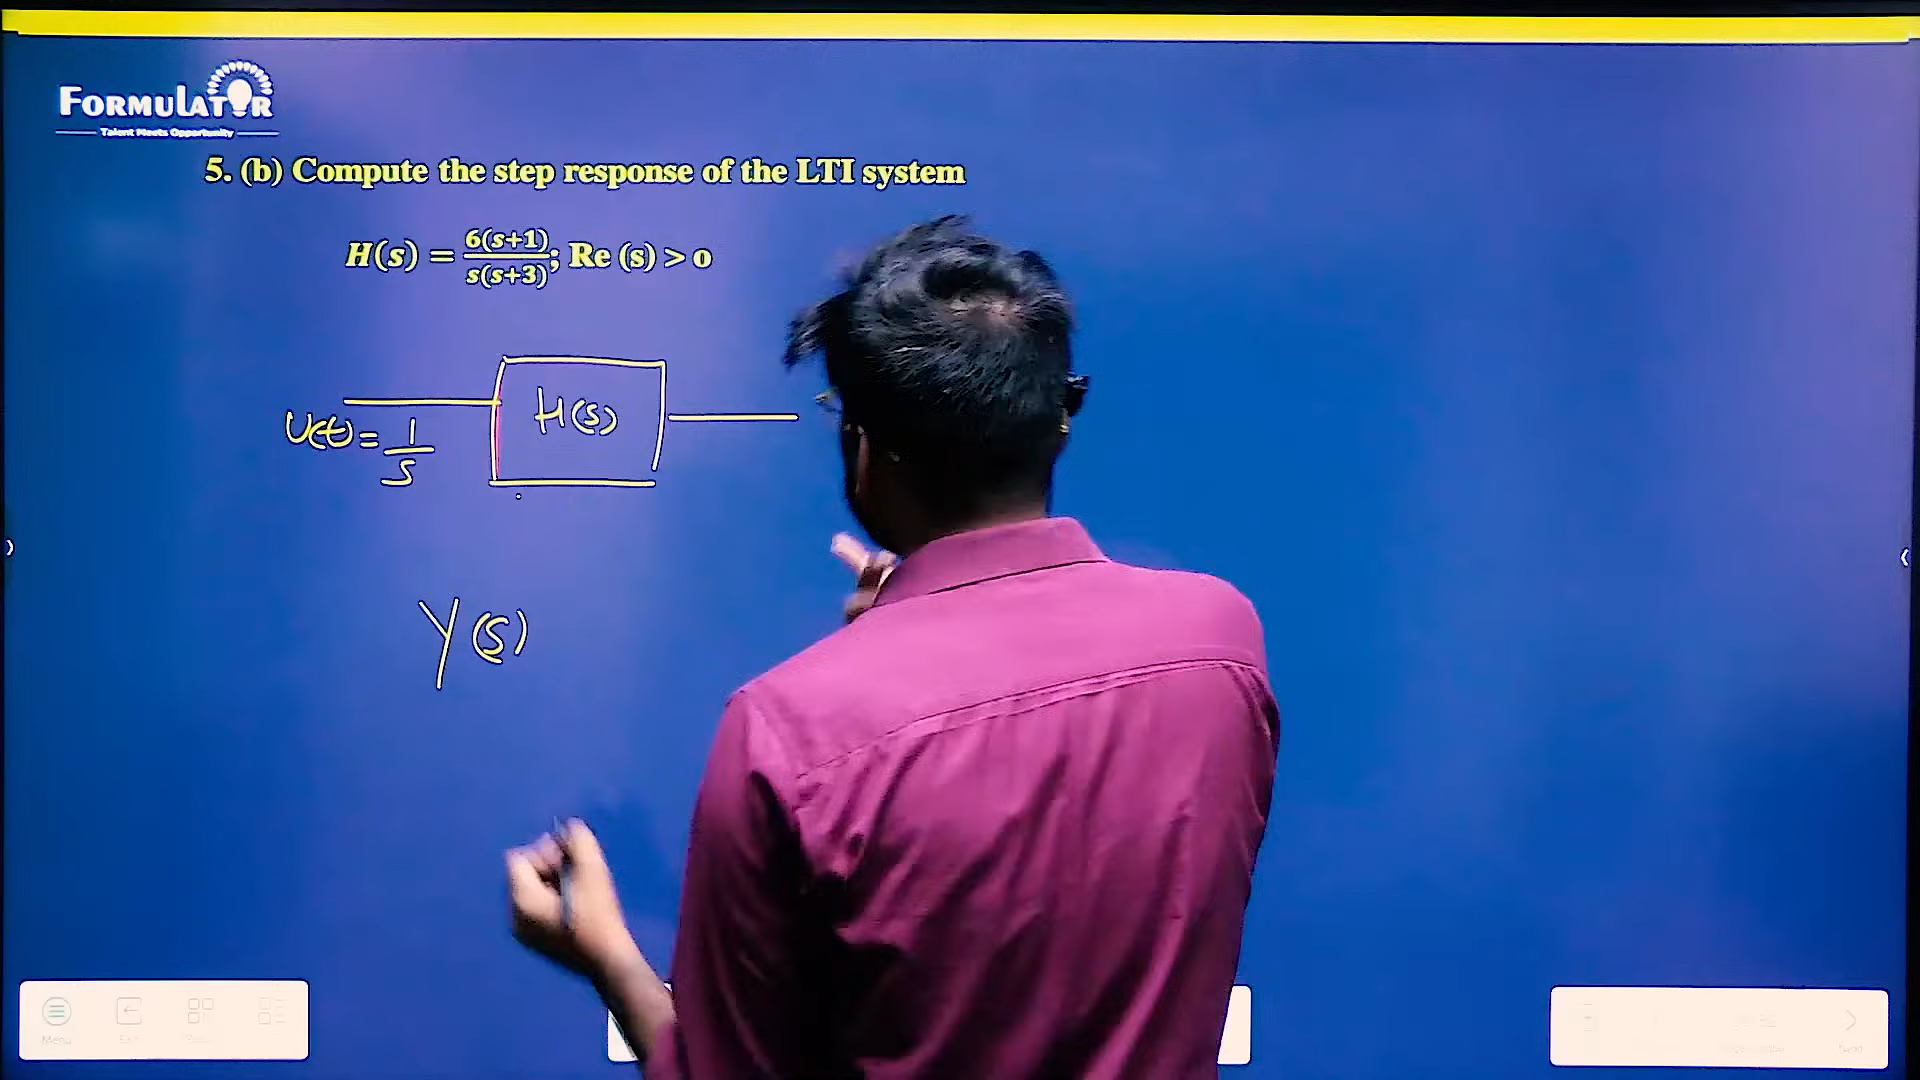 FORMULATOR
Talent Meets Opportunity
5. (b) Compute the step response of the LTI system
H(s) = 6(s+1)/s(s+3); Re (s) > 0
H(s)
U(t) = 1/s
Y(s)
Menu